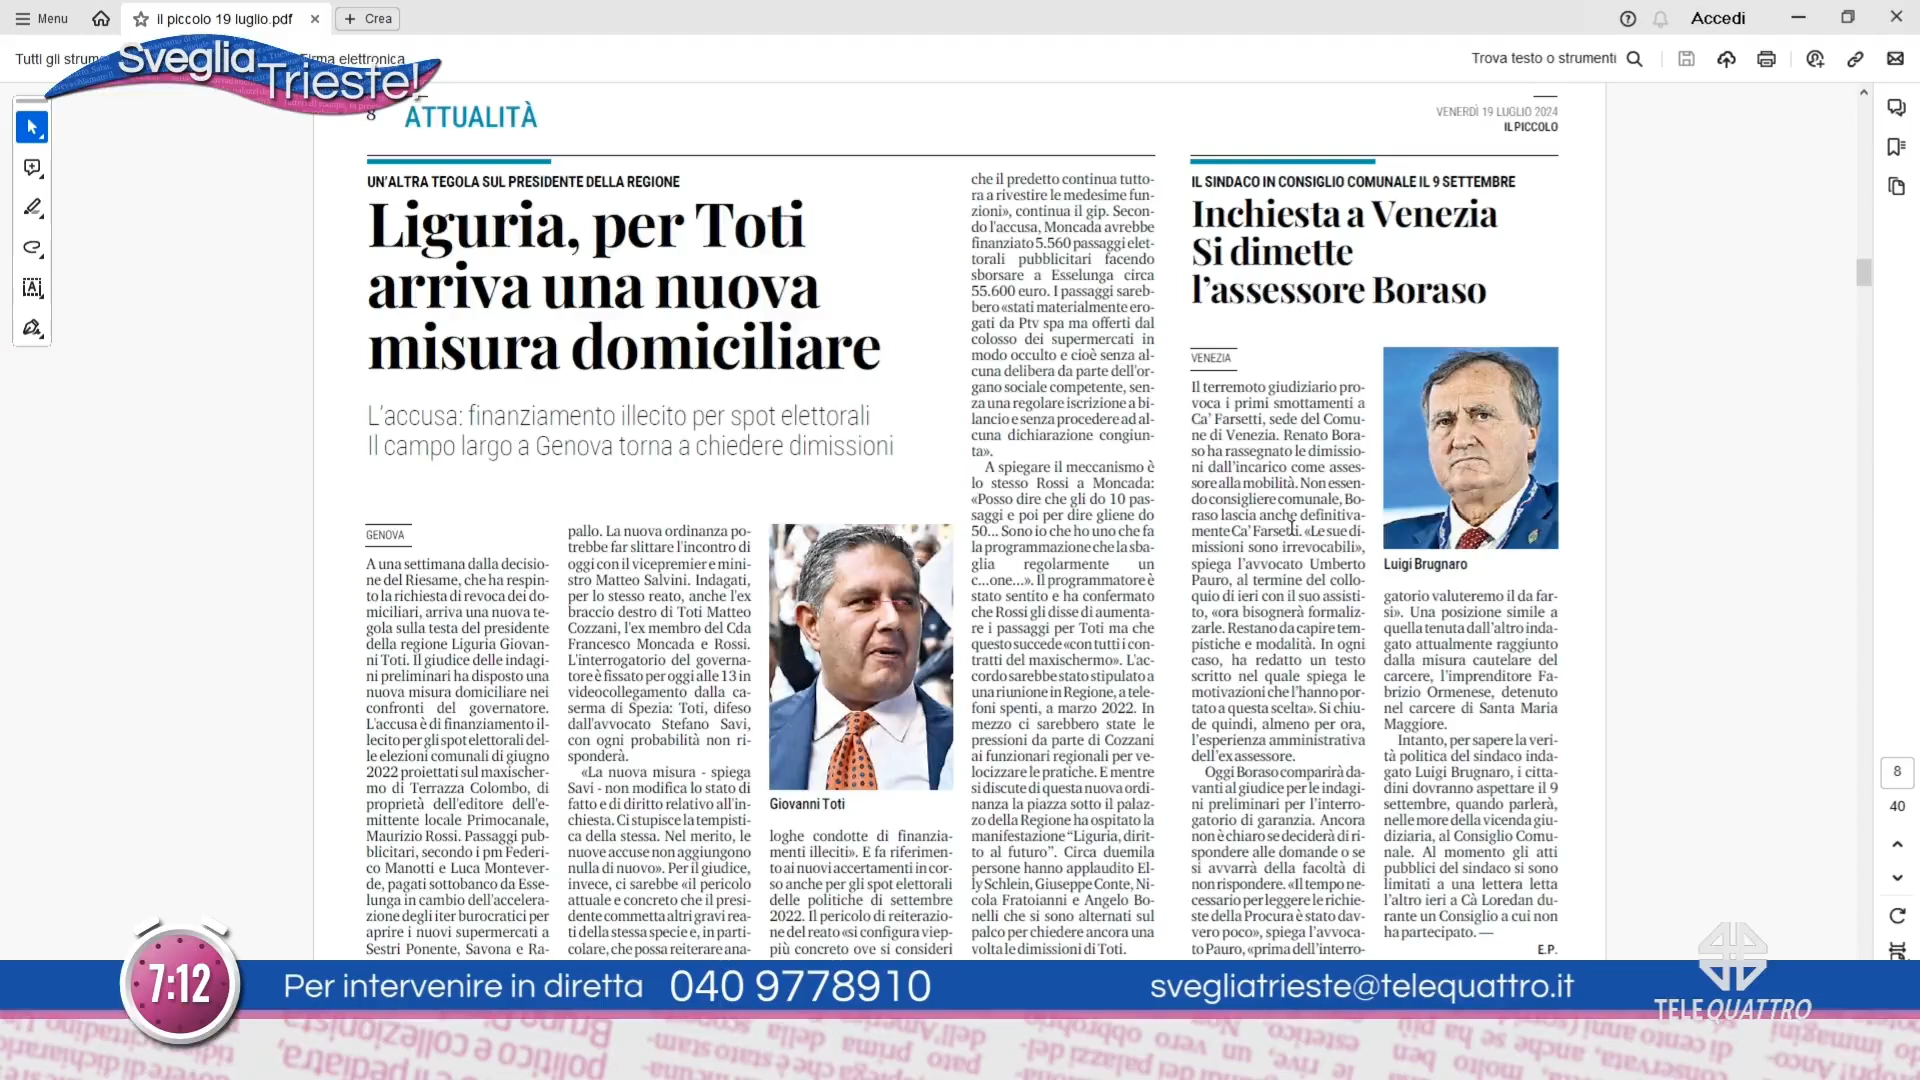 Menu
il piccolo 19 luglio.pdf
Crea
Accedi
Tutti gli strum
Firma elettronica
Trova testo o strumenti
Sveglia
Trieste!
8
ATTUALITÀ
VENERDÌ 19 LUGLIO 2024
IL PICCOLO
UN'ALTRA TEGOLA SUL PRESIDENTE DELLA REGIONE
Liguria, per Toti
arriva una nuova
misura domiciliare
L'accusa: finanziamento illecito per spot elettorali
Il campo largo a Genova torna a chiedere dimissioni
GENOVA
A una settimana dalla decisio-
ne del Riesame, che ha respin-
to la richiesta di revoca dei do-
miciliari, arriva una nuova te-
gola sulla testa del presidente
della regione Liguria Giovan-
ni Toti. Il giudice delle indagi-
ni preliminari ha disposto una
nuova misura domiciliare nei
confronti del governatore.
L'accusa è di finanziamento il-
lecito per gli spot elettorali del-
le elezioni comunali di giugno
2022 proiettati sul maxischer-
mo di Terrazza Colombo, di
proprietà dell'editore dell'e-
mittente locale Primocanale,
Maurizio Rossi. Passaggi pub-
blicitari, secondo i pm Federi-
co Manotti e Luca Montever-
de, pagati sottobanco da Esse-
lunga in cambio dell'accelera-
zione degli iter burocratici per
aprire i nuovi supermercati a
Sestri Ponente, Savona e Ra-
pallo. La nuova ordinanza po-
trebbe far slittare l'incontro di
oggi con il vicepremier e mini-
stro Matteo Salvini. Indagati,
per lo stesso reato, anche l'ex
braccio destro di Toti Matteo
Cozzani, l'ex membro del Cda
Francesco Moncada e Rossi.
L'interrogatorio del governa-
tore è fissato per oggi alle 13 in
videocollegamento dalla ca-
serma di Spezia: Toti, difeso
dall'avvocato Stefano Savi,
con ogni probabilità non ri-
sponderà.
«La nuova misura - spiega
Savi - non modifica lo stato di
fatto e di diritto relativo all'in-
chiesta. Ci stupisce la tempisti-
ca della stessa. Nel merito, le
nuove accuse non aggiungono
nulla di nuovo». Per il giudice,
invece, ci sarebbe «il pericolo
attuale e concreto che il presi-
dente commetta altri gravi rea-
ti della stessa specie e, in parti-
colare, che possa reiterare ana-
Giovanni Toti
loghe condotte di finanzia-
menti illeciti». E fa riferimen-
to ai nuovi accertamenti in cor-
so anche per gli spot elettorali
delle politiche di settembre
2022. Il pericolo di reiterazio-
ne del reato «si configura viep-
più concreto ove si consideri
che il predetto continua tutto-
ra a rivestire le medesime fun-
zioni», continua il gip. Secon-
do l'accusa, Moncada avrebbe
finanziato 5.560 passaggi elet-
torali pubblicitari facendo
sborsare a Esselunga circa
55.600 euro. I passaggi sareb-
bero «stati materialmente ero-
gati da Ptv spa ma offerti dal
colosso dei supermercati in
modo occulto e cioè senza al-
cuna delibera da parte dell'or-
gano sociale competente, sen-
za una regolare iscrizione a bi-
lancio e senza procedere ad al-
cuna dichiarazione congiun-
ta».
A spiegare il meccanismo è
lo stesso Rossi a Moncada:
«Posso dire che gli do 10 pas-
saggi e poi per dire gliene do
50... Sono io che ho uno che fa
la programmazione che la sba-
glia regolarmente un
c...one...». Il programmatore è
stato sentito e ha confermato
che Rossi gli disse di aumenta-
re i passaggi per Toti ma che
questo succede «con tutti i con-
tratti del maxischermo». L'ac-
cordo sarebbe stato stipulato a
una riunione in Regione, a tele-
foni spenti, a marzo 2022. In
mezzo ci sarebbero state le
pressioni da parte di Cozzani
ai funzionari regionali per ve-
locizzare le pratiche. E mentre
si discute di questa nuova ordi-
nanza la piazza sotto il palaz-
zo della Regione ha ospitato la
manifestazione “Liguria, dirit-
to al futuro”. Circa duemila
persone hanno applaudito El-
ly Schlein, Giuseppe Conte, Ni-
cola Fratoianni e Angelo Bo-
nelli che si sono alternati sul
palco per chiedere ancora una
volta le dimissioni di Toti.
IL SINDACO IN CONSIGLIO COMUNALE IL 9 SETTEMBRE
Inchiesta a Venezia
Si dimette
l'assessore Boraso
VENEZIA
Il terremoto giudiziario pro-
voca i primi smottamenti a
Ca' Farsetti, sede del Comu-
ne di Venezia. Renato Bora-
so ha rassegnato le dimissio-
ni dall'incarico come asses-
sore alla mobilità. Non essen-
do consigliere comunale, Bo-
raso lascia anche definitiva-
mente Ca' Farsetti. «Le sue di-
missioni sono irrevocabili»,
spiega l'avvocato Umberto
Pauro, al termine del collo-
quio di ieri con il suo assisti-
to, «ora bisognerà formaliz-
zarle. Restano da capire tem-
pistiche e modalità. In ogni
caso, ha redatto un testo
scritto nel quale spiega le
motivazioni che l'hanno por-
tato a questa scelta». Si chiu-
de quindi, almeno per ora,
l'esperienza amministrativa
dell'ex assessore.
Oggi Boraso comparirà da-
vanti al giudice per le indagi-
ni preliminari per l'interro-
gatorio di garanzia. Ancora
non è chiaro se deciderà di ri-
spondere alle domande o se
si avvarrà della facoltà di
non rispondere. «Il tempo ne-
cessario per leggere le richie-
ste della Procura è stato dav-
vero poco», spiega l'avvoca-
to Pauro, «prima dell'interro-
Luigi Brugnaro
gatorio valuteremo il da far-
si». Una posizione simile a
quella tenuta dall'altro inda-
gato attualmente raggiunto
dalla misura cautelare del
carcere, l'imprenditore Fa-
brizio Ormenese, detenuto
nel carcere di Santa Maria
Maggiore.
Intanto, per sapere la veri-
tà politica del sindaco inda-
gato Luigi Brugnaro, i citta-
dini dovranno aspettare il 9
settembre, quando parlerà,
nelle more della vicenda giu-
diziaria, al Consiglio Comu-
nale. Al momento gli atti
pubblici del sindaco si sono
limitati a una lettera letta
l'altro ieri a Cà Loredan du-
rante un Consiglio a cui non
ha partecipato. —
E.P.
8
40
7:12
Per intervenire in diretta 040 9778910
svegliatrieste@telequattro.it
TELEQUATTRO